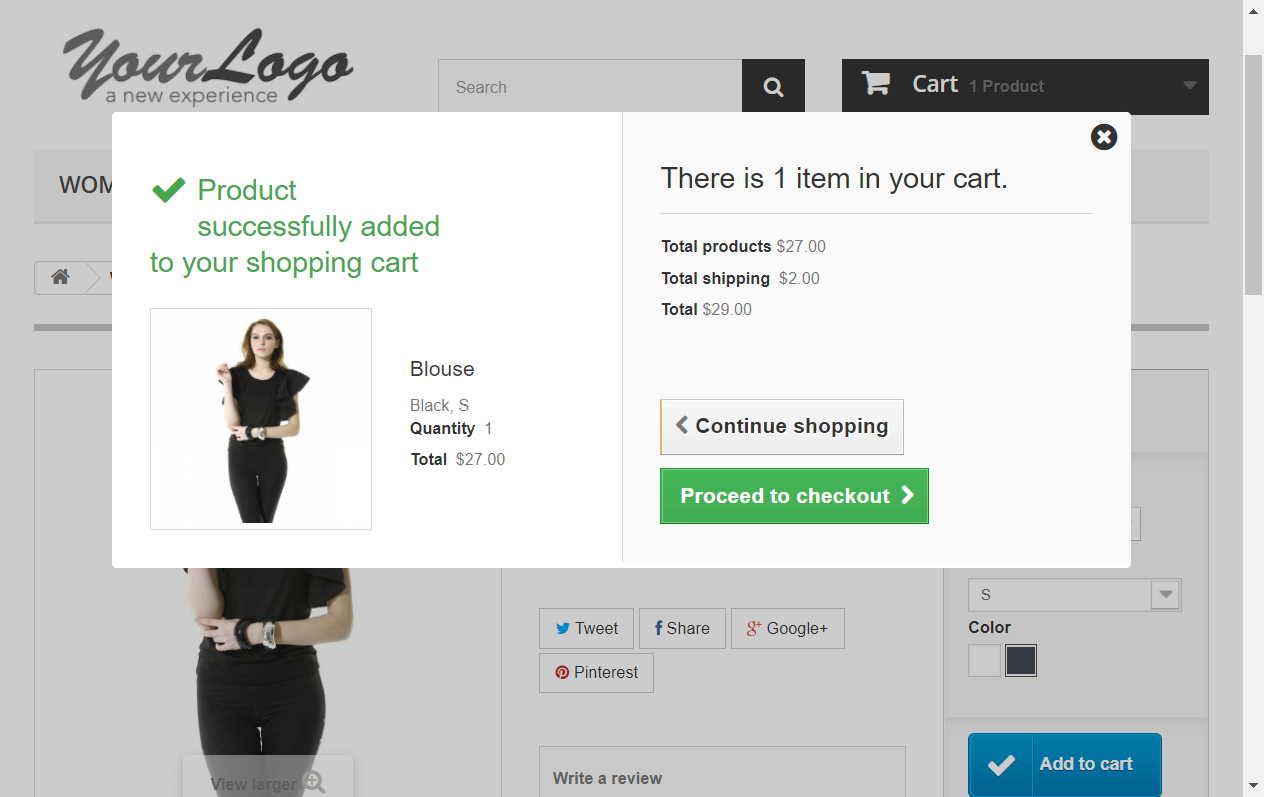 YourLogo
a new experience
Search
Cart 1 Product
WOM
Product
successfully added
to your shopping cart
Blouse
Black, S
Quantity 1
Total $27.00
There is 1 item in your cart.
Total products $27.00
Total shipping $2.00
Total $29.00
Continue shopping
Proceed to checkout
S
Color
Tweet
Share
Google+
Pinterest
View larger
Write a review
Add to cart